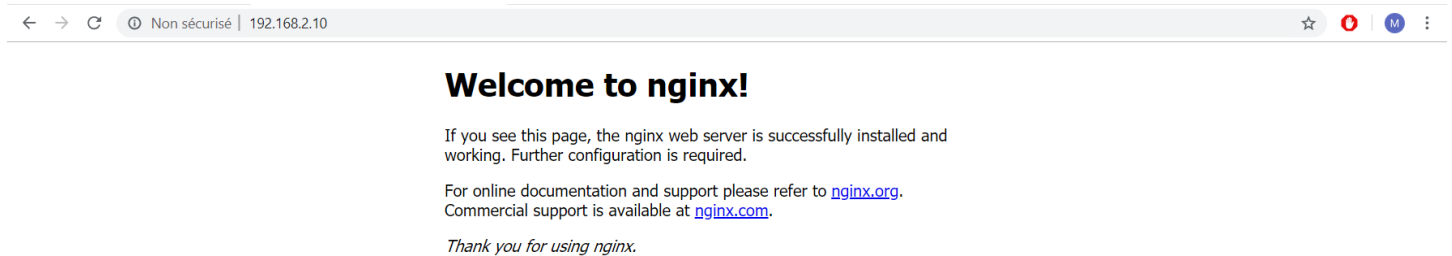 Non sécurisé | 192.168.2.10
M
Welcome to nginx!
If you see this page, the nginx web server is successfully installed and
working. Further configuration is required.
For online documentation and support please refer to nginx.org.
Commercial support is available at nginx.com.
Thank you for using nginx.